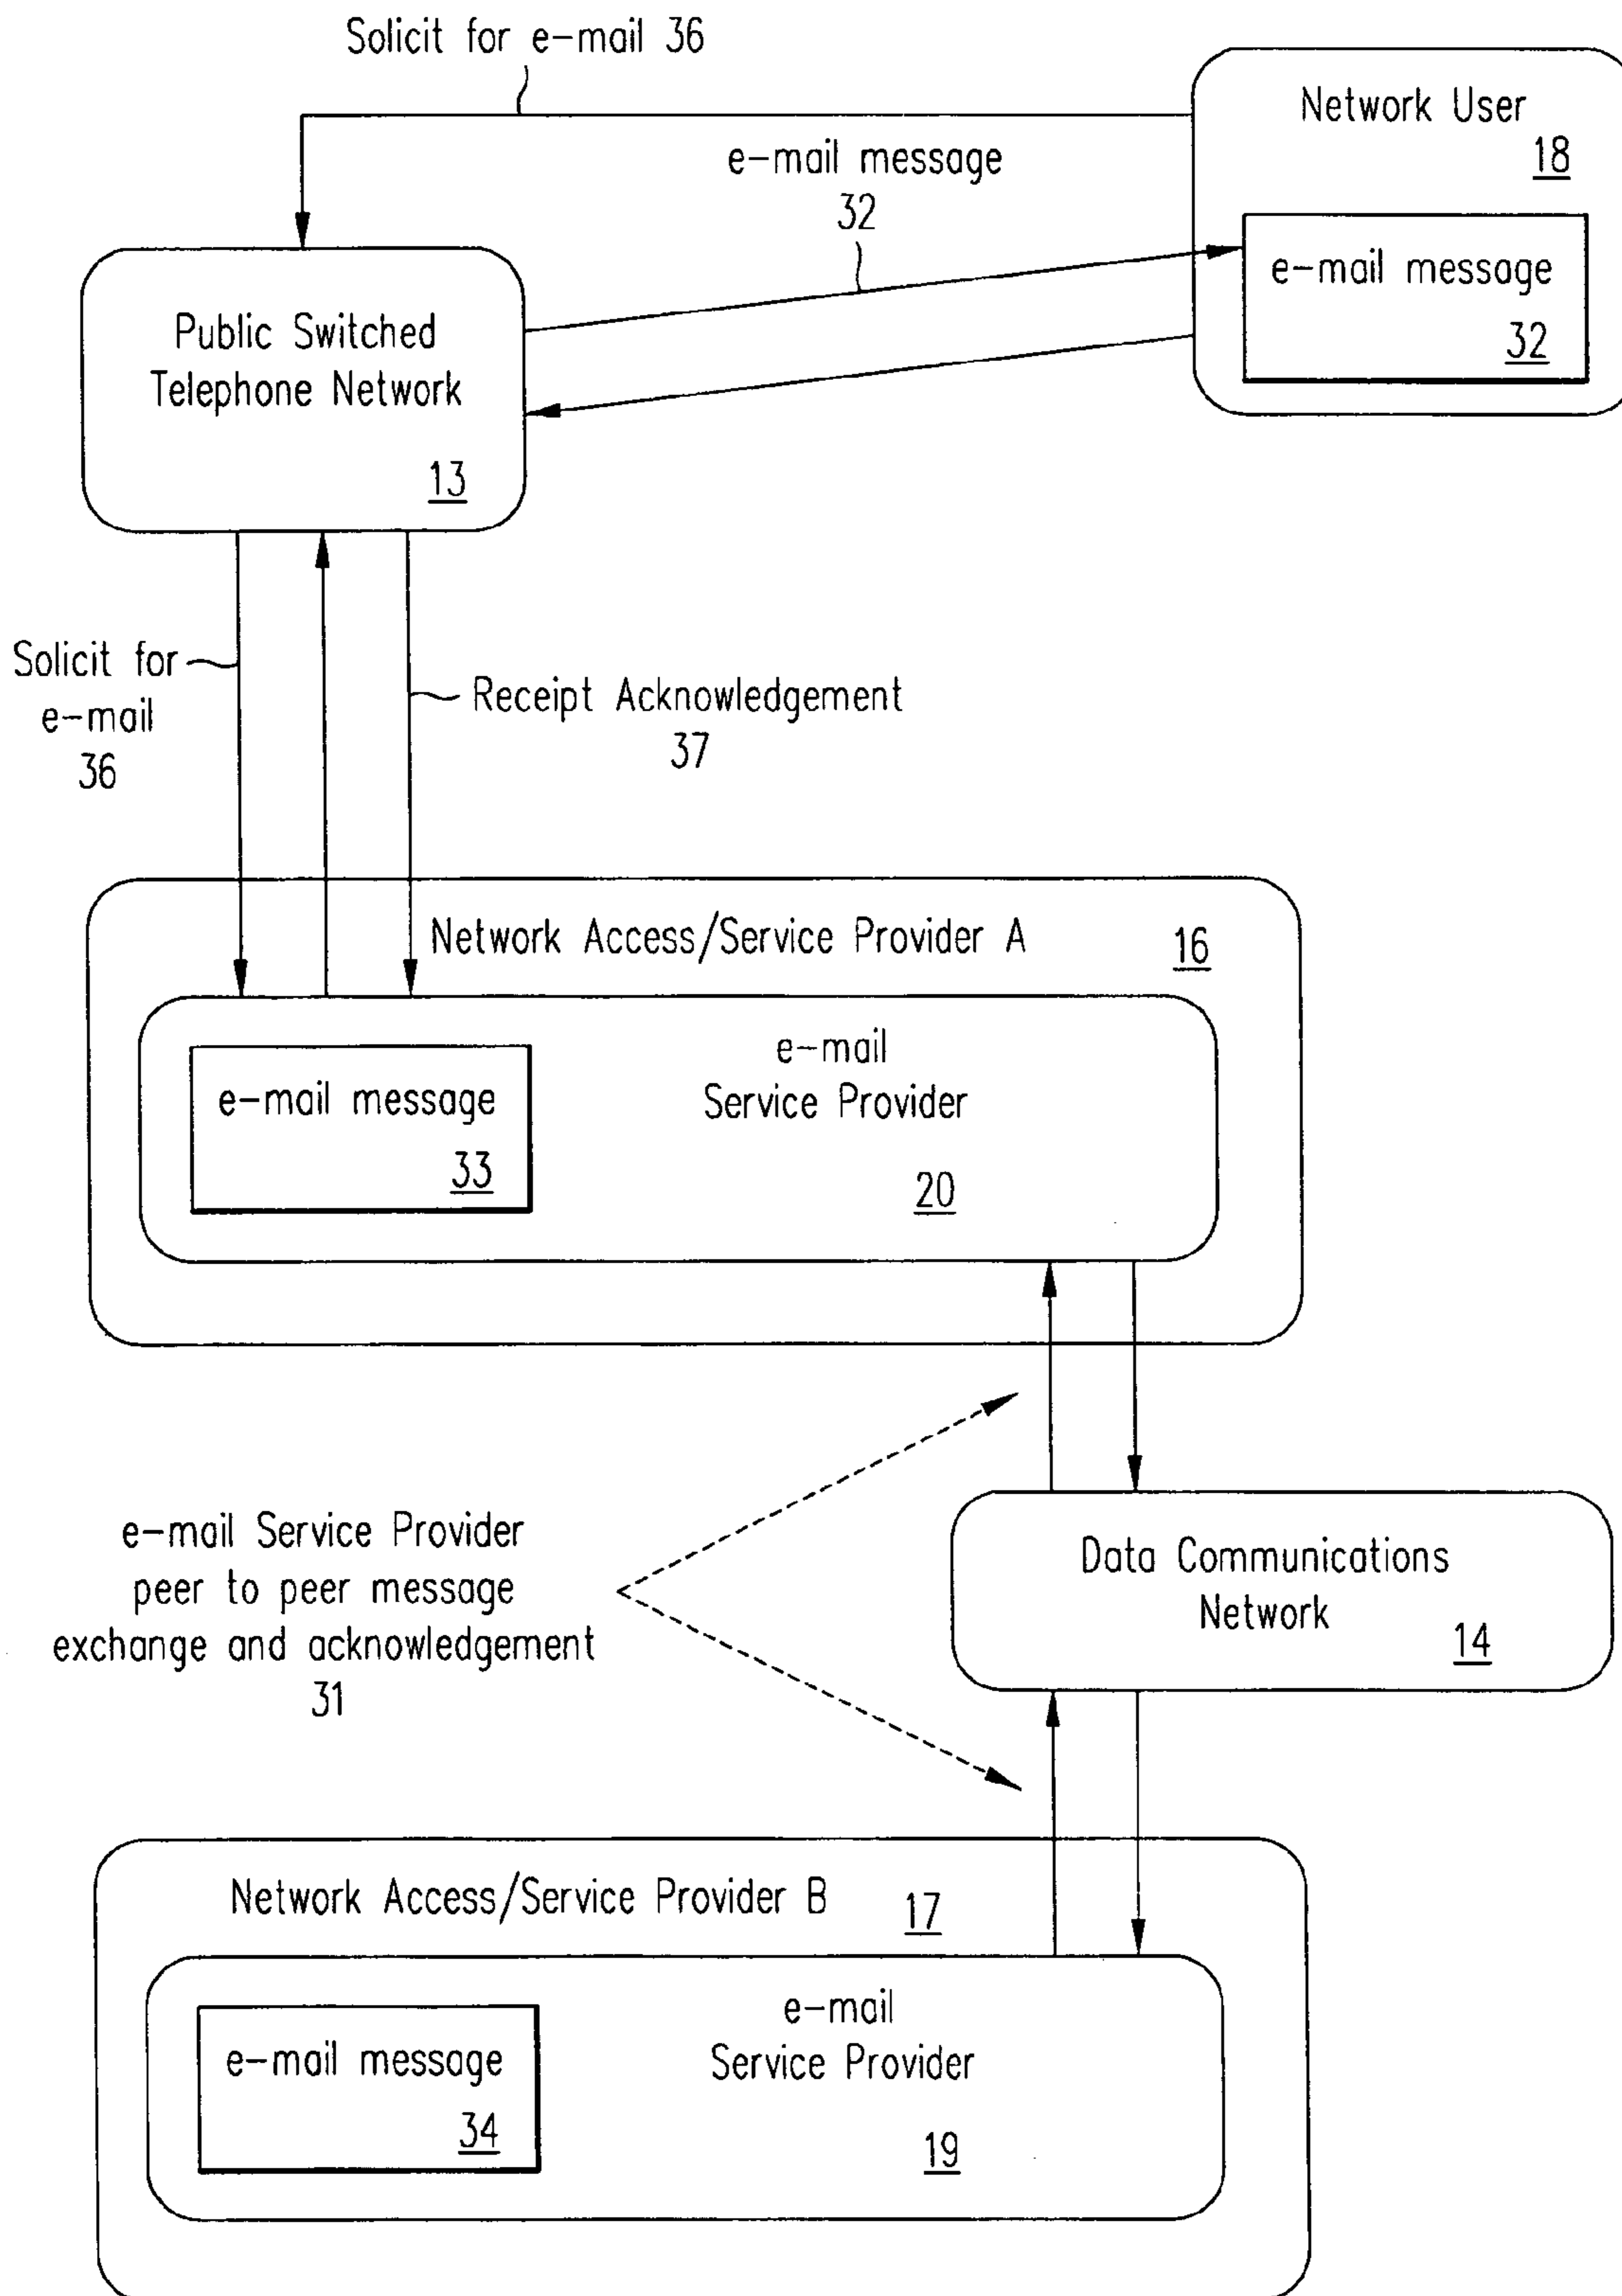 Solicit for e-mail 36
Network User
18
e-mail message
32
e-mail message
32
Public Switched
Telephone Network
13
Solicit for
e-mail
36
Receipt Acknowledgement
37
Network Access/Service Provider A
16
e-mail
Service Provider
20
e-mail message
33
e-mail Service Provider
peer to peer message
exchange and acknowledgement
31
Data Communications
Network
14
Network Access/Service Provider B
17
e-mail
Service Provider
19
e-mail message
34